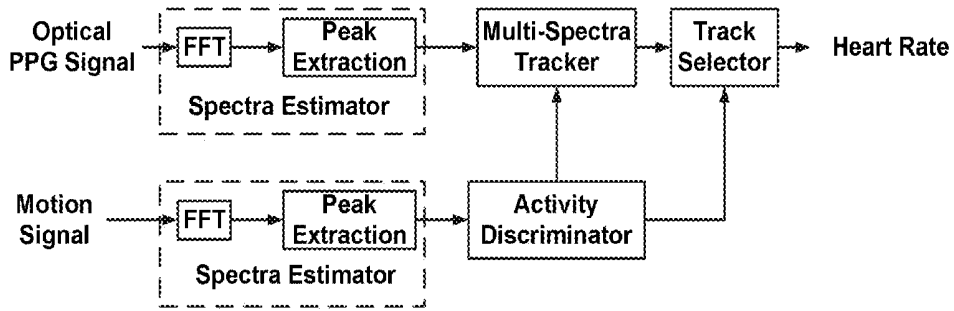 Optical
PPG Signal
FFT
Peak
Extraction
Spectra Estimator
Multi-Spectra
Tracker
Track
Selector
Heart Rate
Motion
Signal
FFT
Peak
Extraction
Spectra Estimator
Activity
Discriminator